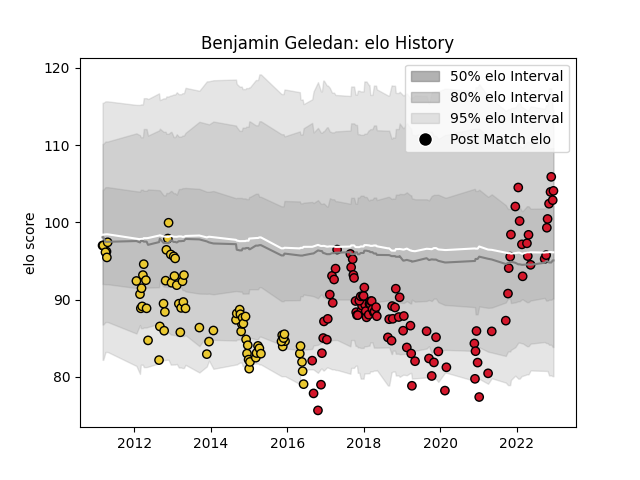 Benjamin Geledan: elo History
120
110
100
90
80
elo score
50% elo Interval
80% elo Interval
95% elo Interval
Post Match elo
2012 2014 2016 2018 2020 2022